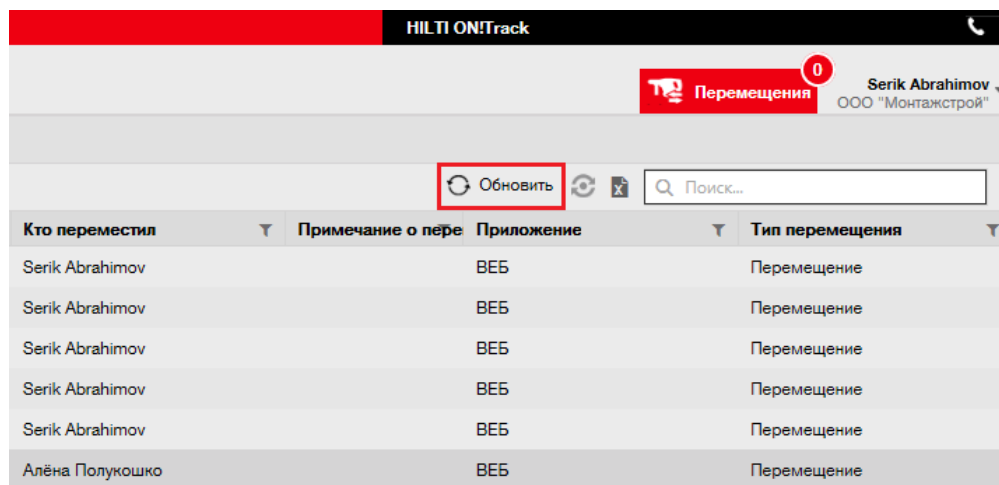 HILTI ON!Track
0
Перемещения
Serik Abrahimov
ООО "Монтажстрой"
Обновить
Поиск...
Кто переместил Примечание о пере Приложение Тип перемещения
Serik Abrahimov ВЕБ Перемещение
Serik Abrahimov ВЕБ Перемещение
Serik Abrahimov ВЕБ Перемещение
Serik Abrahimov ВЕБ Перемещение
Serik Abrahimov ВЕБ Перемещение
Алёна Полукошко ВЕБ Перемещение